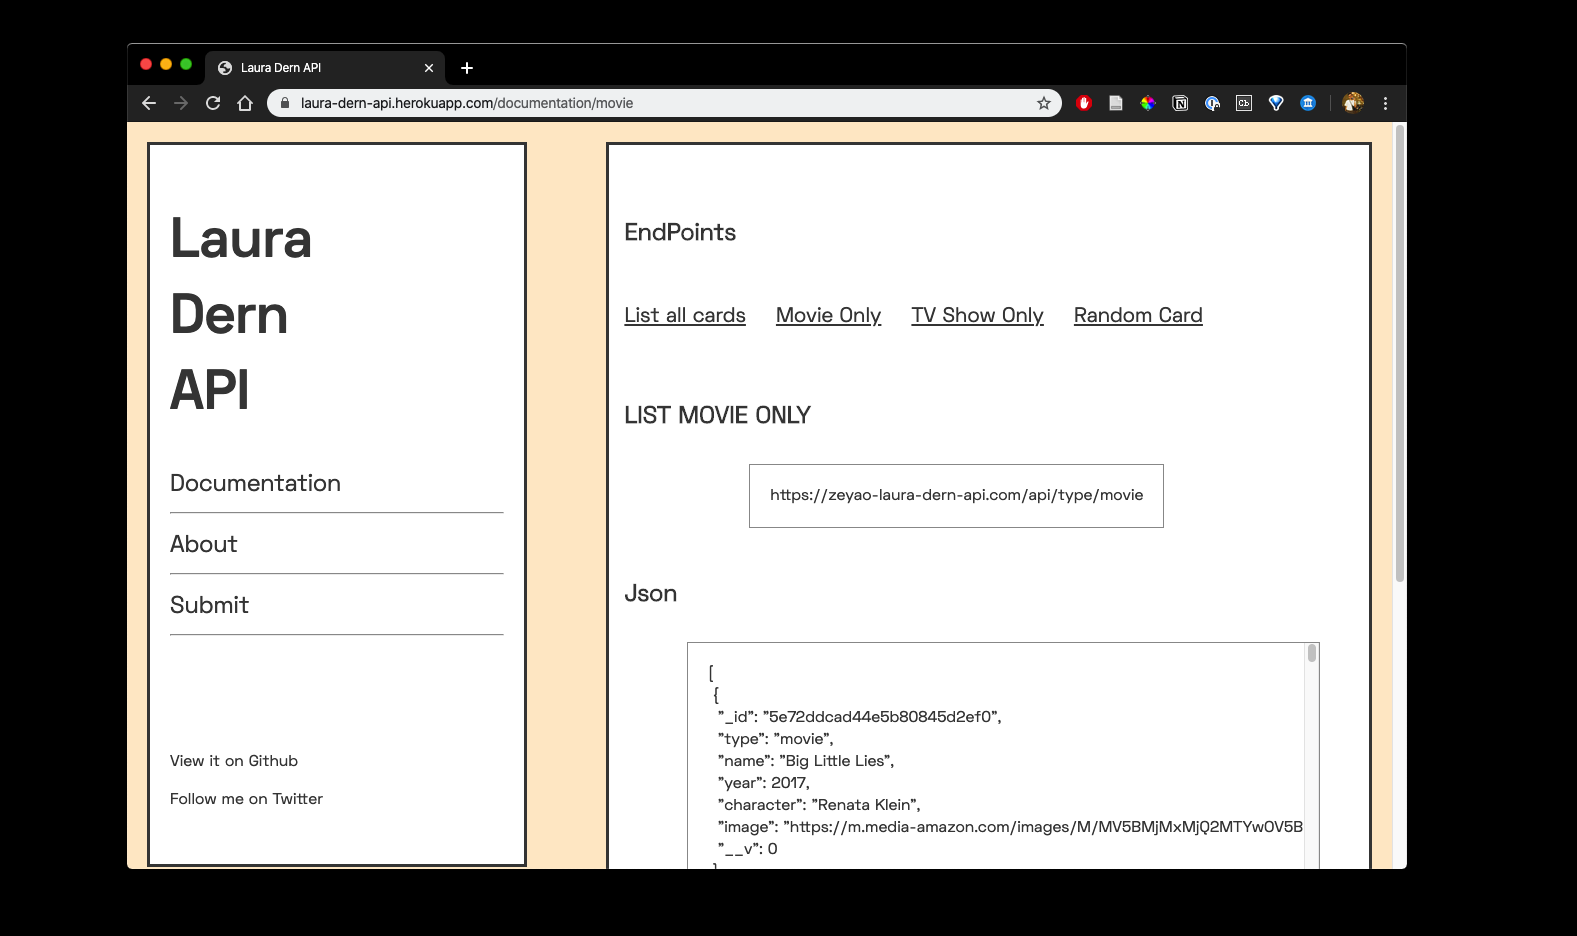 Laura Dern API
laura-dern-api.herokuapp.com/documentation/movie
Laura
Dern
API
Documentation
About
Submit
View it on Github
Follow me on Twitter
EndPoints
List all cards Movie Only TV Show Only Random Card
LIST MOVIE ONLY
https://zeyao-laura-dern-api.com/api/type/movie
Json
[
{
"_id": "5e72ddcad44e5b80845d2ef0",
"type": "movie",
"name": "Big Little Lies",
"year": 2017,
"character": "Renata Klein",
"image": "https://m.media-amazon.com/images/M/MV5BMjMxMjQ2MTYwOV5B
"__v": 0
}